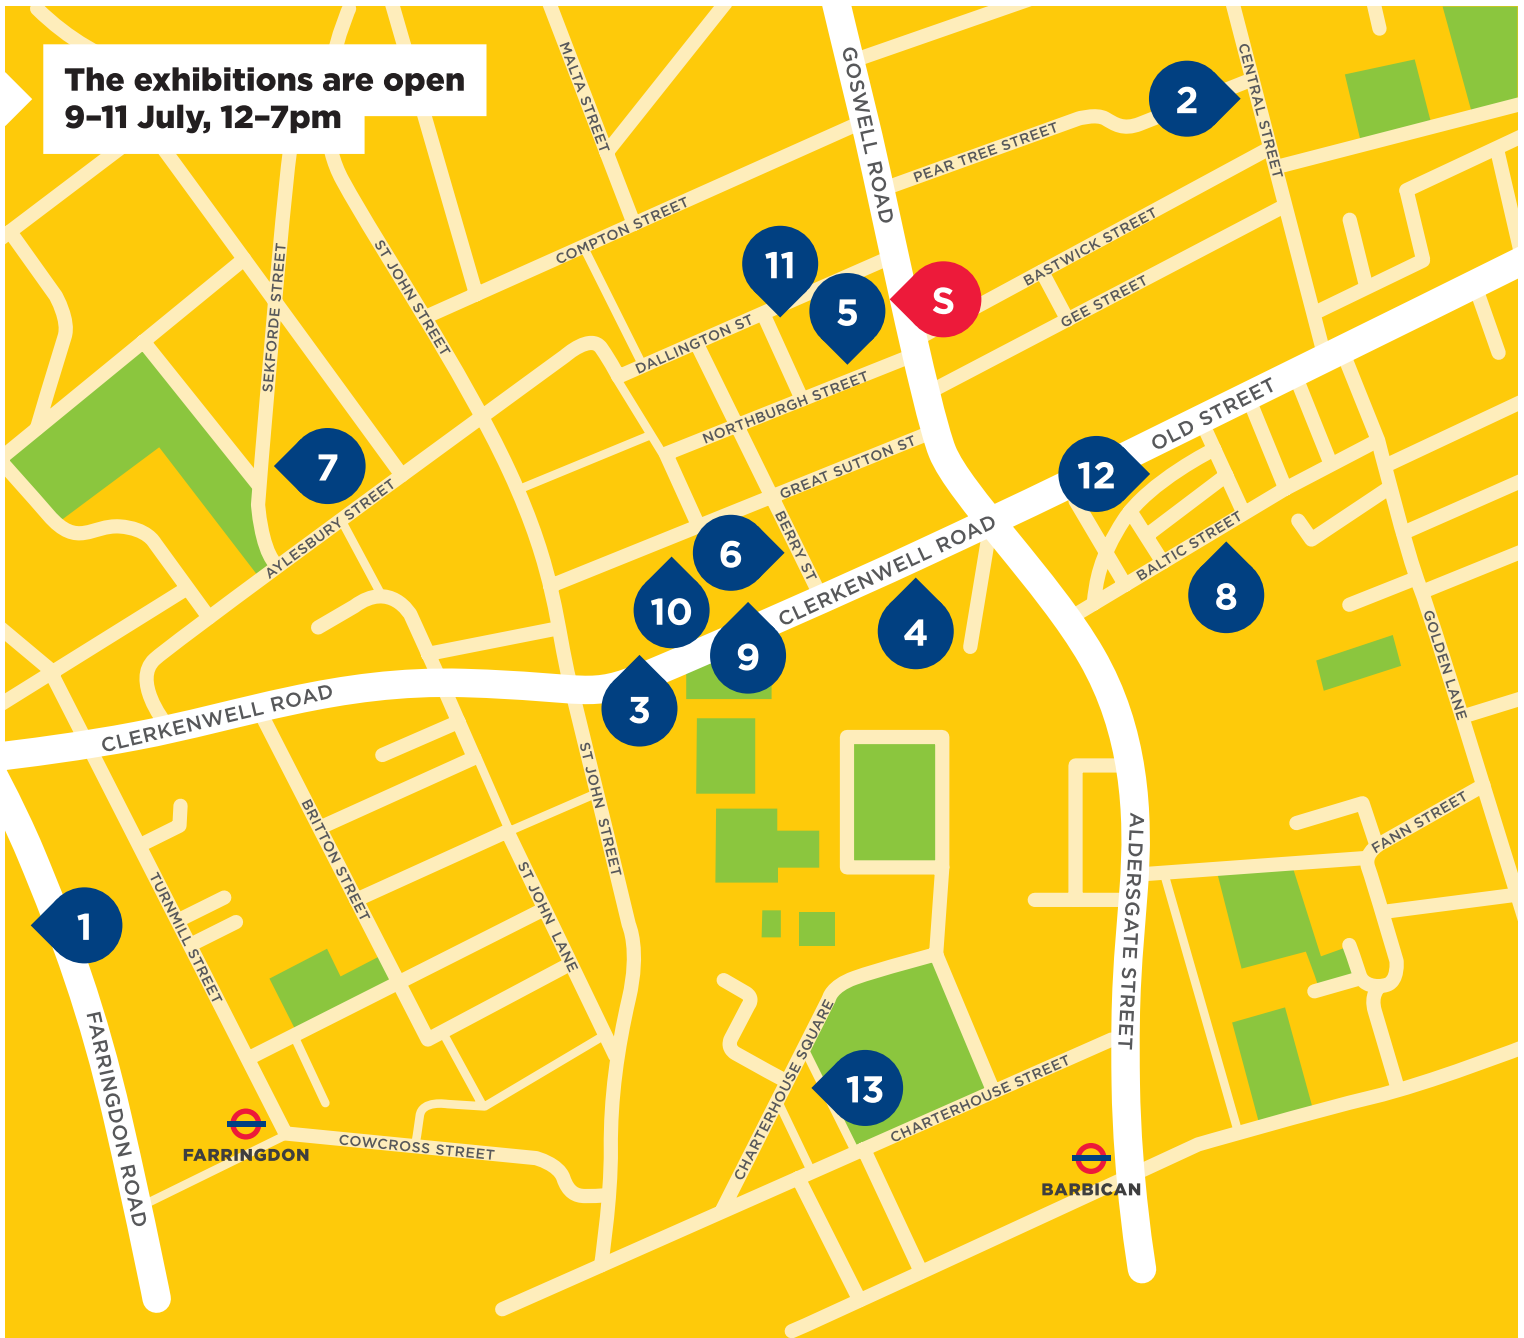 The exhibitions are open
9–11 July, 12–7pm
MALTA STREET
GOSWELL ROAD
CENTRAL STREET
2
PEAR TREE STREET
COMPTON STREET
BASTWICK STREET
GEE STREET
SEKFORDE STREET
ST JOHN STREET
11
5
S
DALLINGTON ST
NORTHBURGH STREET
OLD STREET
7
GREAT SUTTON ST
12
AYLESBURY STREET
BERRY ST
6
CLERKENWELL ROAD
BALTIC STREET
10
4
8
9
3
GOLDEN LANE
CLERKENWELL ROAD
ST JOHN STREET
BRITTON STREET
ALDERSGATE STREET
FANN STREET
TURNMILL STREET
ST JOHN LANE
1
FARRINGDON ROAD
CHARTERHOUSE SQUARE
13
CHARTERHOUSE STREET
FARRINGDON
COWCROSS STREET
BARBICAN